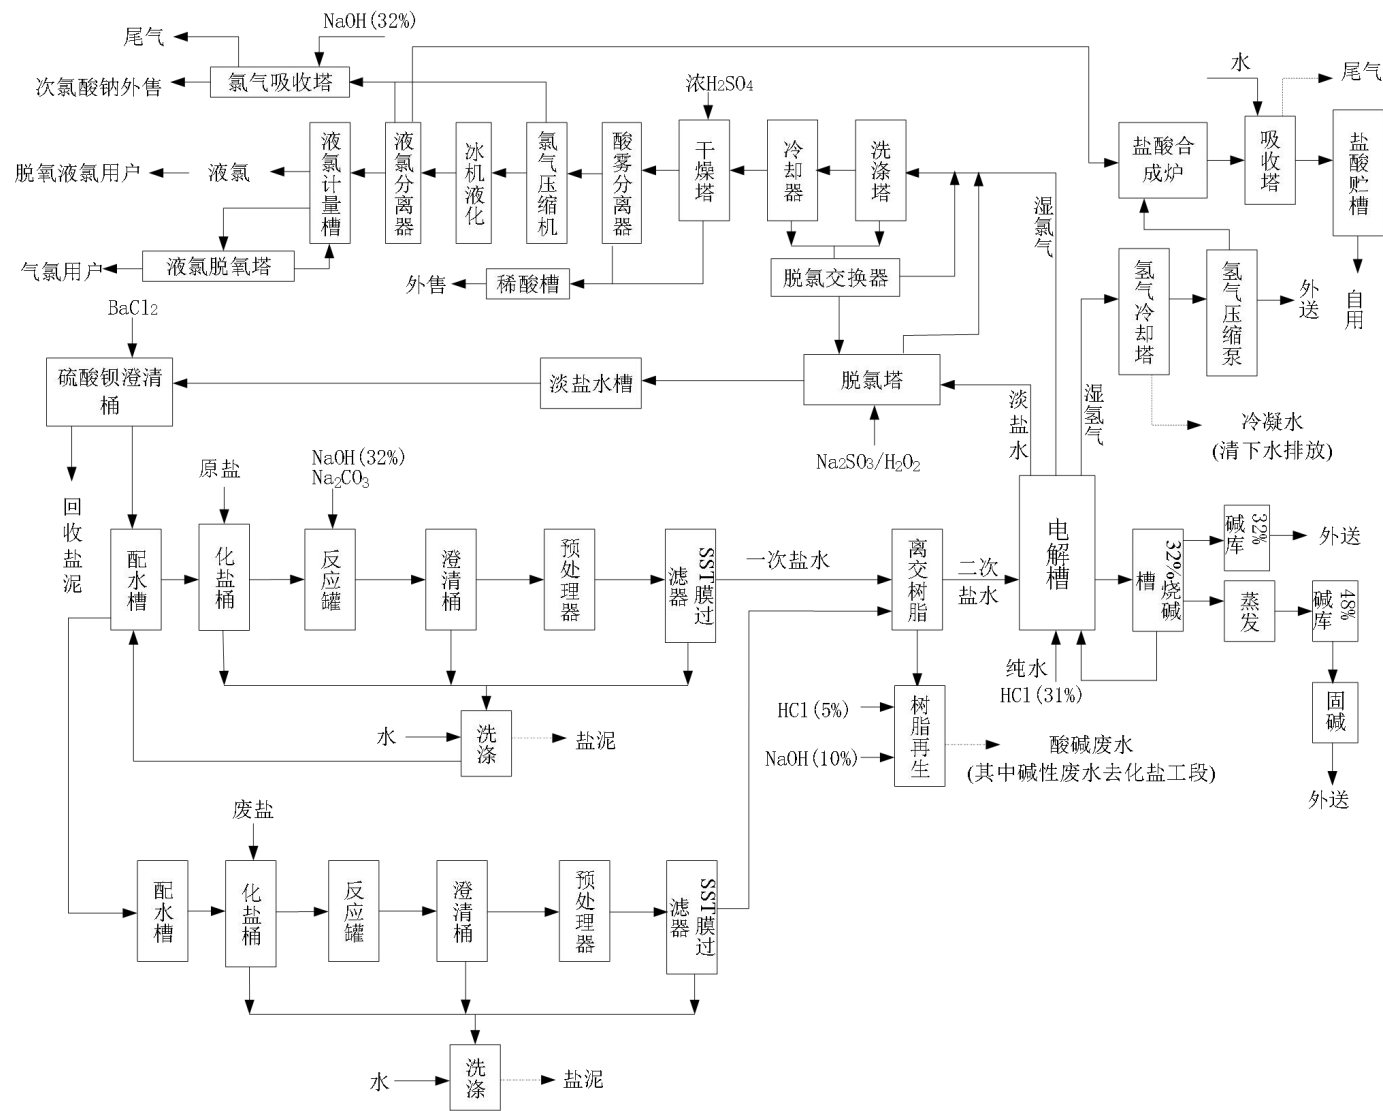 NaOH(32%)
尾气
氯气吸收塔
次氯酸钠外售
浓H2SO4
水
尾气
液氯计量槽
液氯分离器
冰机液化
氯气压缩机
酸雾分离器
干燥塔
冷却器
洗涤塔
盐酸合
成炉
吸收塔
盐酸贮槽
脱氧液氯用户
液氯
湿氯气
气氯用户
液氯脱氧塔
外售
稀酸槽
脱氯交换器
氢气冷却塔
氢气压缩泵
外送
自用
BaCl2
硫酸钡澄清
桶
淡盐水槽
脱氯塔
淡盐水
湿氢气
冷凝水
(清下水排放)
Na2SO3/H2O2
原盐
NaOH(32%)
Na2CO3
回收盐泥
配水槽
化盐桶
反应罐
澄清桶
预处理器
SST膜过
滤器
一次盐水
离交树脂
二次
盐水
电解槽
32%烧碱
槽
32%
碱库
外送
蒸发
48%
碱库
纯水
HCl(31%)
固碱
外送
水
洗涤
盐泥
HCl(5%)
NaOH(10%)
树脂再生
酸碱废水
(其中碱性废水去化盐工段)
废盐
配水槽
化盐桶
反应罐
澄清桶
预处理器
SST膜过
滤器
水
洗涤
盐泥